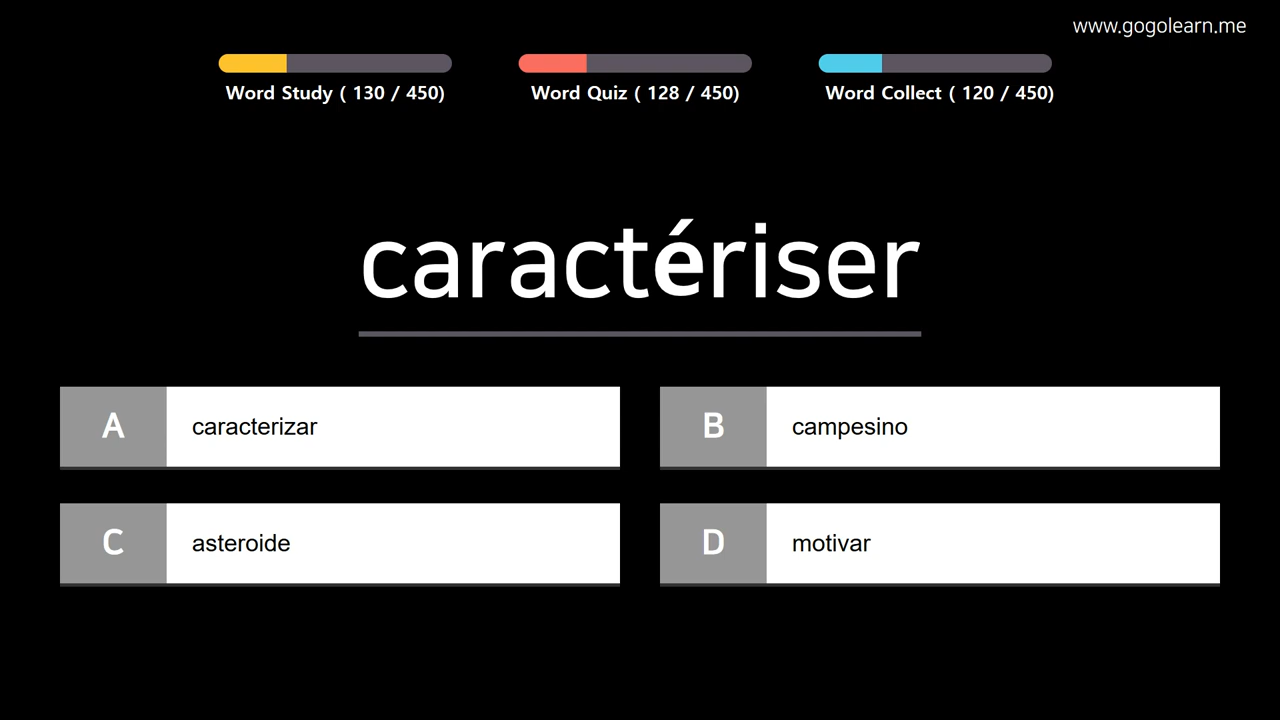 www.gogolearn.me
Word Study ( 130 / 450)
Word Quiz ( 128 / 450)
Word Collect ( 120 / 450)
caractériser
A caracterizar
B campesino
C asteroide
D motivar